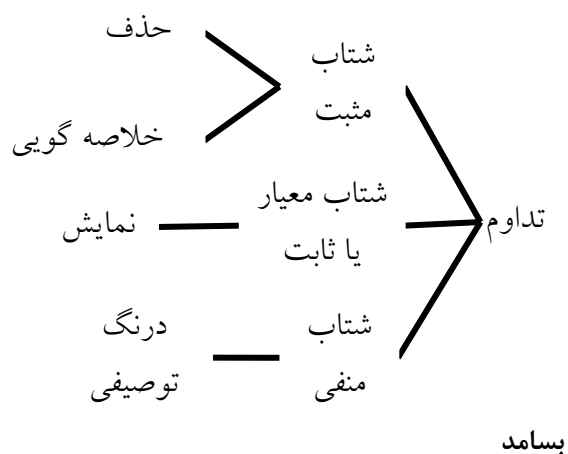 تداوم
شتاب
مثبت
حذف
خلاصه گویی
شتاب معیار
یا ثابت
نمایش
شتاب
منفی
درنگ
توصیفی
بسامد